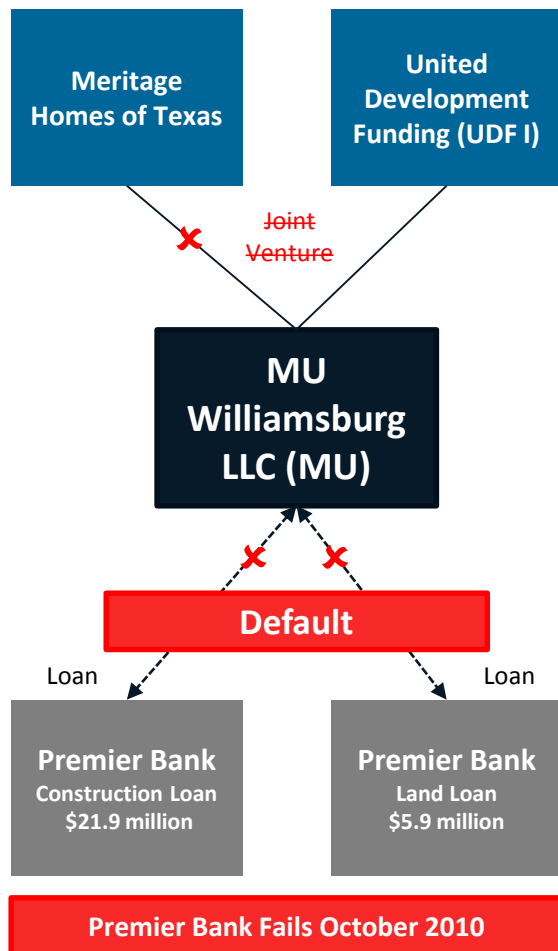 Meritage
Homes of Texas
United
Development
Funding (UDF I)
Joint
Venture
MU
Williamsburg
LLC (MU)
Default
Loan
Loan
Premier Bank
Construction Loan
$21.9 million
Premier Bank
Land Loan
$5.9 million
Premier Bank Fails October 2010